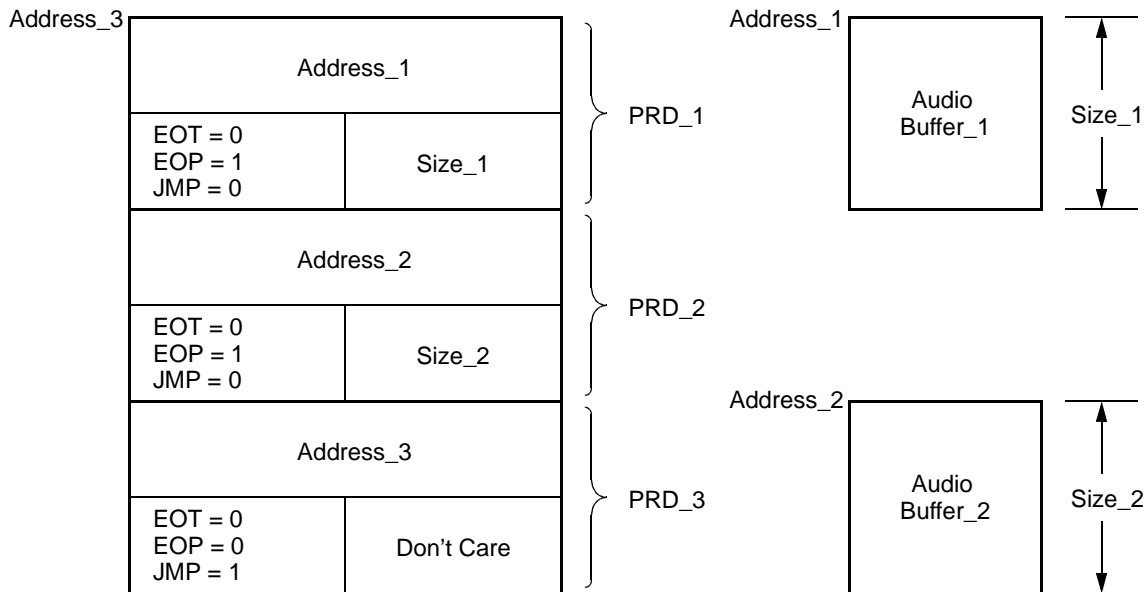 Address_3
Address_1
EOT = 0
EOP = 1
JMP = 0
Size_1
PRD_1
Address_2
EOT = 0
EOP = 1
JMP = 0
Size_2
PRD_2
Address_3
EOT = 0
EOP = 0
JMP = 1
Don't Care
PRD_3
Address_1
Audio
Buffer_1
Size_1
Address_2
Audio
Buffer_2
Size_2